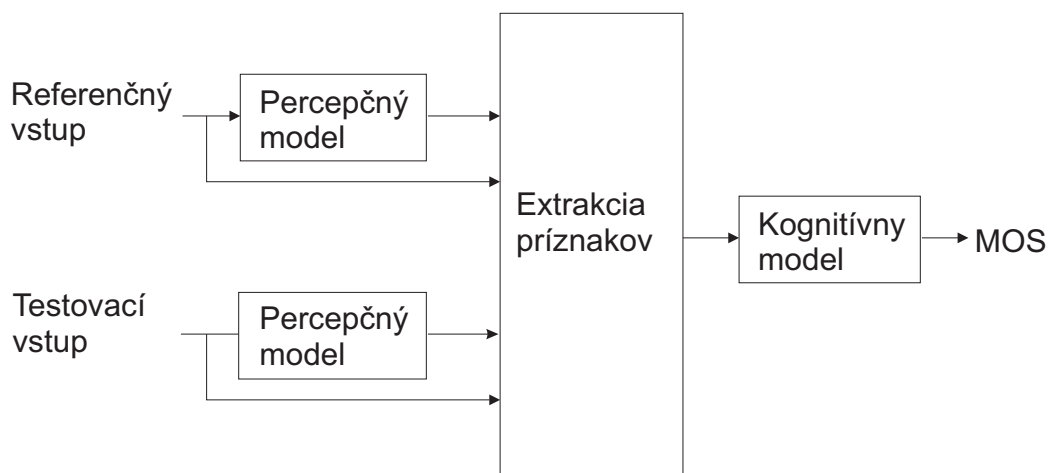 Referenčný
vstup
Percepčný
model
Extrakcia
príznakov
Kognitívny
model
MOS
Testovací
vstup
Percepčný
model